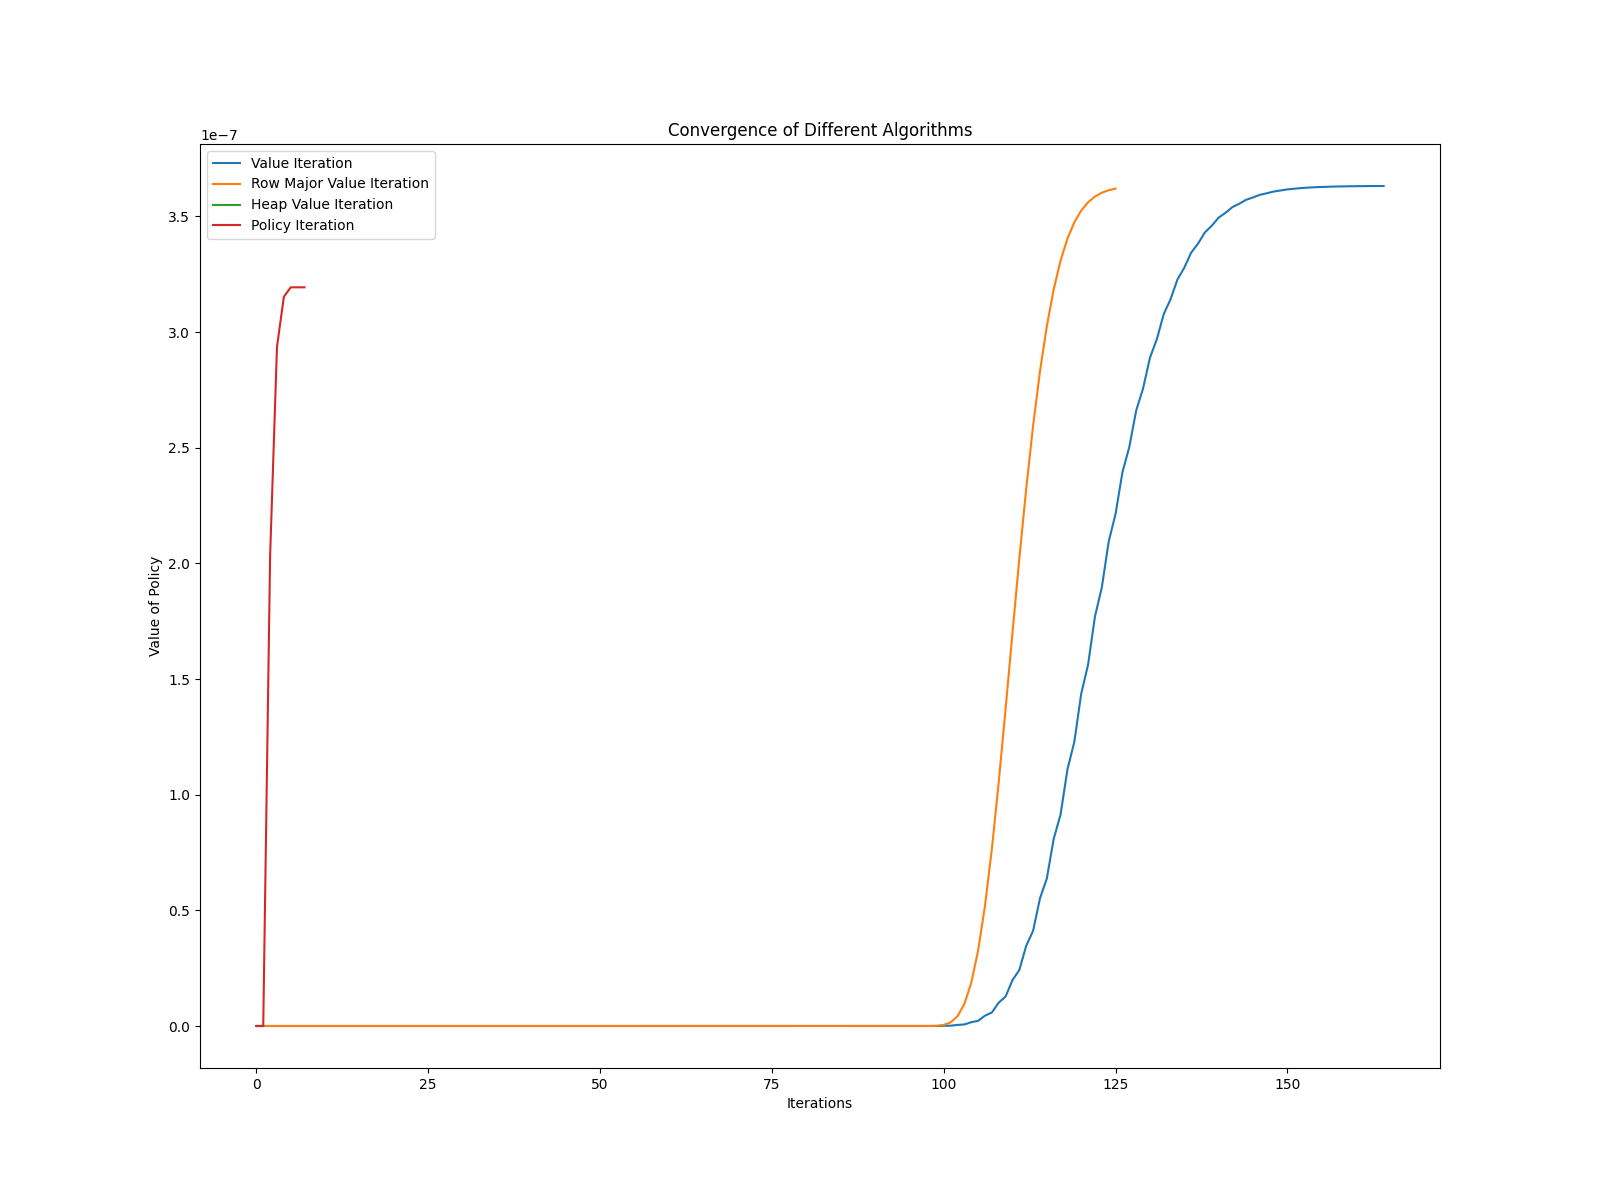 Convergence of Different Algorithms
1e−7
Value Iteration
Row Major Value Iteration
Heap Value Iteration
Policy Iteration
3.5
3.0
2.5
2.0
1.5
1.0
0.5
0.0
Value of Policy
0 25 50 75 100 125 150
Iterations